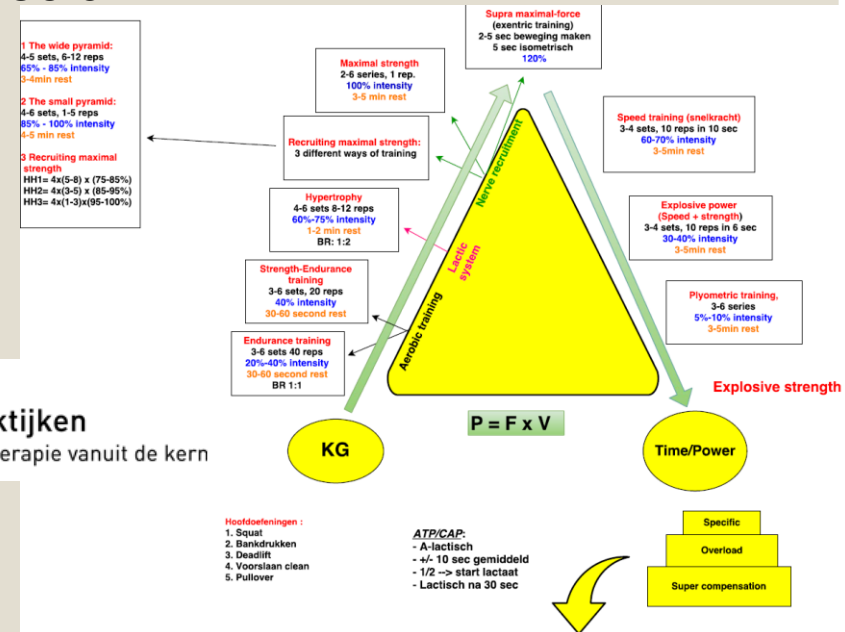 1 The wide pyramid:
4-5 sets, 6-12 reps
65% - 85% intensity
3-4min rest
2 The small pyramid:
4-6 sets, 1-5 reps
85% - 100% intensity
4-5 min rest
3 Recruiting maximal
strength
HH1= 4x(5-8) x (75-85%)
HH2= 4x(3-5) x (85-95%)
HH3= 4x(1-3)x(95-100%)
Supra maximal-force
(exentric training)
2-5 sec beweging maken
5 sec isometrisch
120%
Maximal strength
2-6 series, 1 rep.
100% intensity
3-5 min rest
Recruiting maximal strength:
3 different ways of training
Hypertrophy
4-6 sets 8-12 reps
60%-75% intensity
1-2 min rest
BR: 1:2
Strength-Endurance
training
3-6 sets, 20 reps
40% intensity
30-60 second rest
Endurance training
3-6 sets 40 reps
20%-40% intensity
30-60 second rest
BR 1:1
Nerve recruitment
Lactic
system
Aerobic training
Speed training (sneikracht)
3-4 sets, 10 reps in 10 sec
60-70% intensity
3-5min rest
Explosive power
(Speed + strength)
3-4 sets, 10 reps in 6 sec
30-40% intensity
3-5min rest
Plyometric training,
3-6 series
5%-10% intensity
3-5min rest
Explosive strength
P = F x V
KG
Time/Power
ktijken
erapie vanuit de kern
Hoofdoefeningen :
1. Squat
2. Bankdrukken
3. Deadlift
4. Voorslaan clean
5. Pullover
ATP/CAP:
- A-lactisch
- +/- 10 sec gemiddeld
- 1/2 --> start lactaat
- Lactisch na 30 sec
Specific
Overload
Super compensation